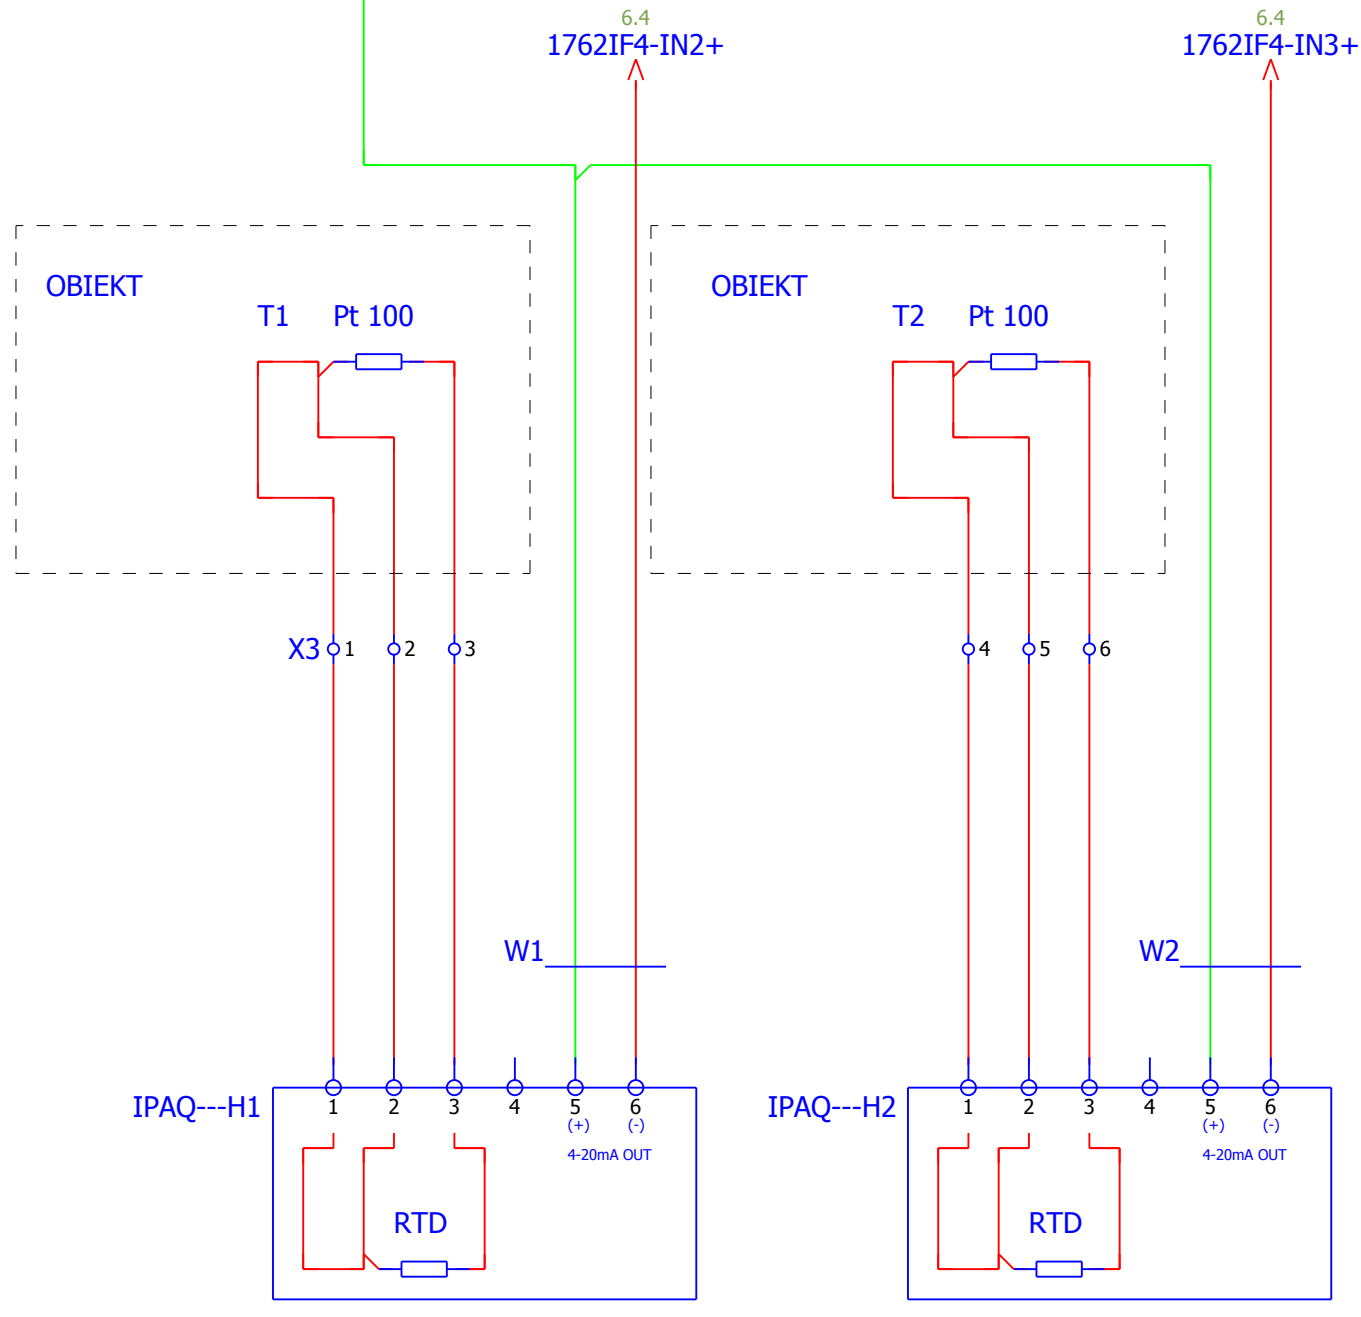 6.4 6.4
1762IF4-IN2+ 1762IF4-IN3+
OBIEKT OBIEKT
T1 Pt 100 T2 Pt 100
X3 1 2 3 4 5 6
W1 W2
IPAQ---H1 1 2 3 4 5 6 IPAQ---H2 1 2 3 4 5 6
(+) (-) (+) (-)
4-20mA OUT 4-20mA OUT
RTD RTD